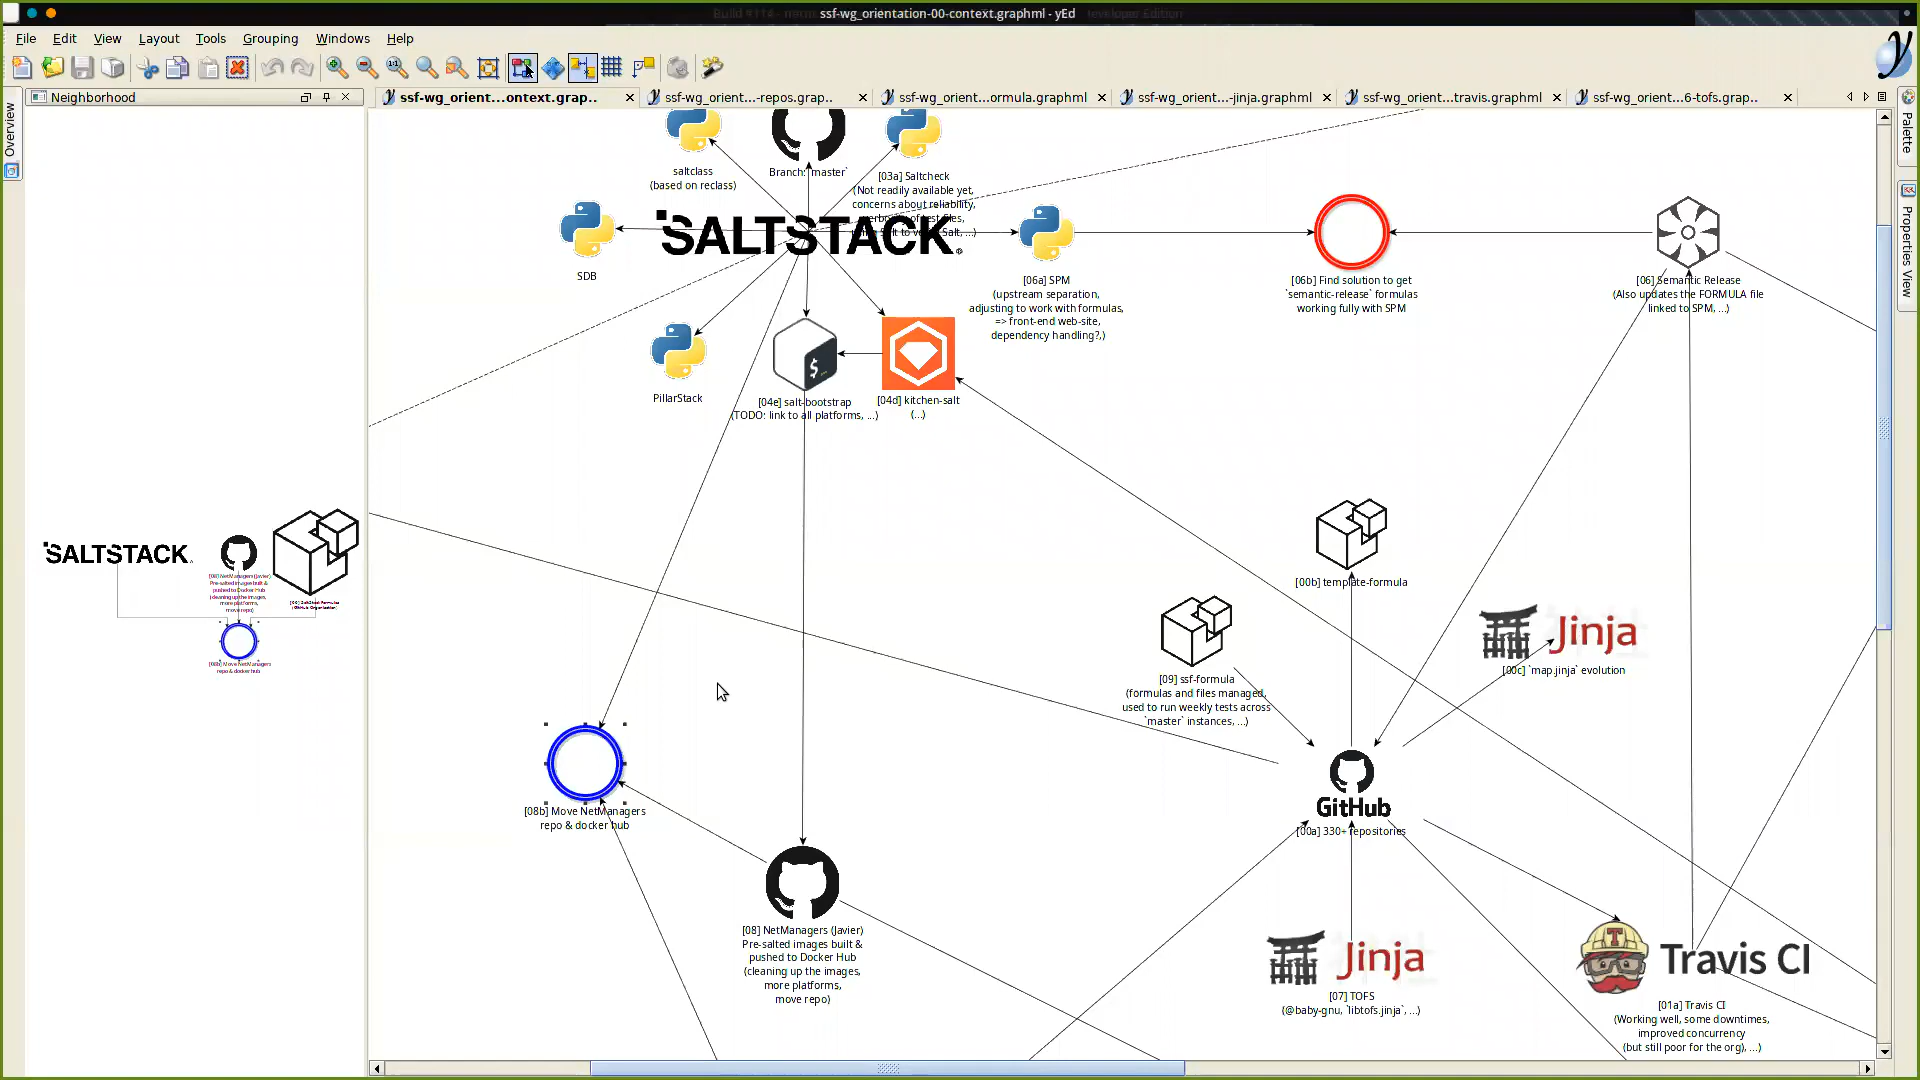 ssf-wg_orientation-00-context.graphml - yEd
File Edit View Layout Tools Grouping Windows Help
Neighborhood
ssf-wg_orient...ontext.grap..
ssf-wg_orient...-repos.grap..
ssf-wg_orient...ormula.graphml
ssf-wg_orient...-jinja.graphml
ssf-wg_orient...travis.graphml
ssf-wg_orient...6-tofs.grap..
Overview
Palette
Properties View
saltclass
(based on reclass)
Branch: `master`
[03a] Saltcheck
(Not readily available yet,
concerns about reliability,
verbosity of test files,
using Salt to verify Salt, ...)
SALTSTACK
SDB
[06a] SPM
(upstream separation,
adjusting to work with formulas,
=> front-end web-site,
dependency handling?,)
[06b] Find solution to get
`semantic-release` formulas
working fully with SPM
[06] Semantic Release
(Also updates the FORMULA file
linked to SPM, ...)
PillarStack
$
[04e] salt-bootstrap
(TODO: link to all platforms, ...)
[04d] kitchen-salt
(...)
SALTSTACK
[08] NetManagers (Javier)
Pre-salted images built &
pushed to Docker Hub
(cleaning up the images,
more platforms,
move repo)
[00] SaltStack Formulas
(GitHub Organization)
[08b] Move NetManagers
repo & docker hub
[00b] template-formula
[09] ssf-formula
(formulas and files managed,
used to run weekly tests across
`master` instances, ...)
Jinja
[00c] `map.jinja` evolution
[08b] Move NetManagers
repo & docker hub
GitHub
[00a] 330+ repositories
[08] NetManagers (Javier)
Pre-salted images built &
pushed to Docker Hub
(cleaning up the images,
more platforms,
move repo)
Jinja
[07] TOFS
(@baby-gnu, `libtofs.jinja`, ...)
T
Travis CI
[01a] Travis CI
(Working well, some downtimes,
improved concurrency
(but still poor for the org), ...)